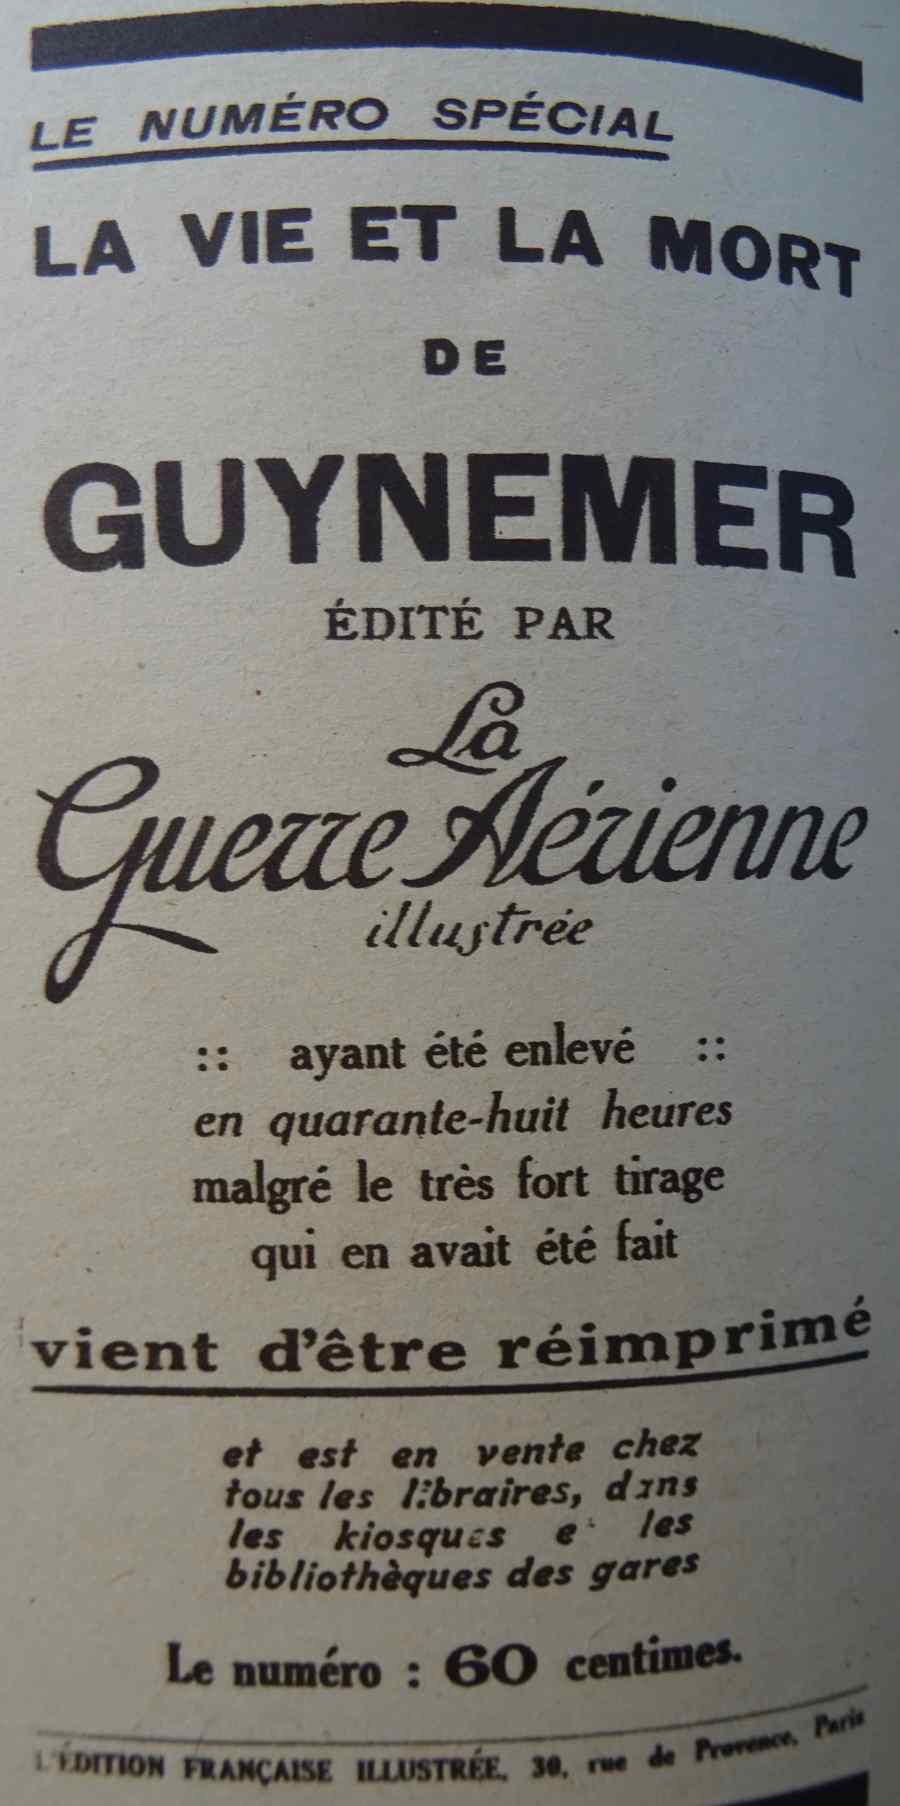 LE NUMÉRO SPÉCIAL
LA VIE ET LA MORT
DE
GUYNEMER
ÉDITÉ PAR
La
Guerre Aérienne
illustrée
:: ayant été enlevé ::
en quarante-huit heures
malgré le très fort tirage
qui en avait été fait
vient d'être réimprimé
et est en vente chez
tous les libraires, dans
les kiosques et les
bibliothèques des gares
Le numéro : 60 centimes.
L'ÉDITION FRANÇAISE ILLUSTRÉE, 30, rue de Provence, Paris